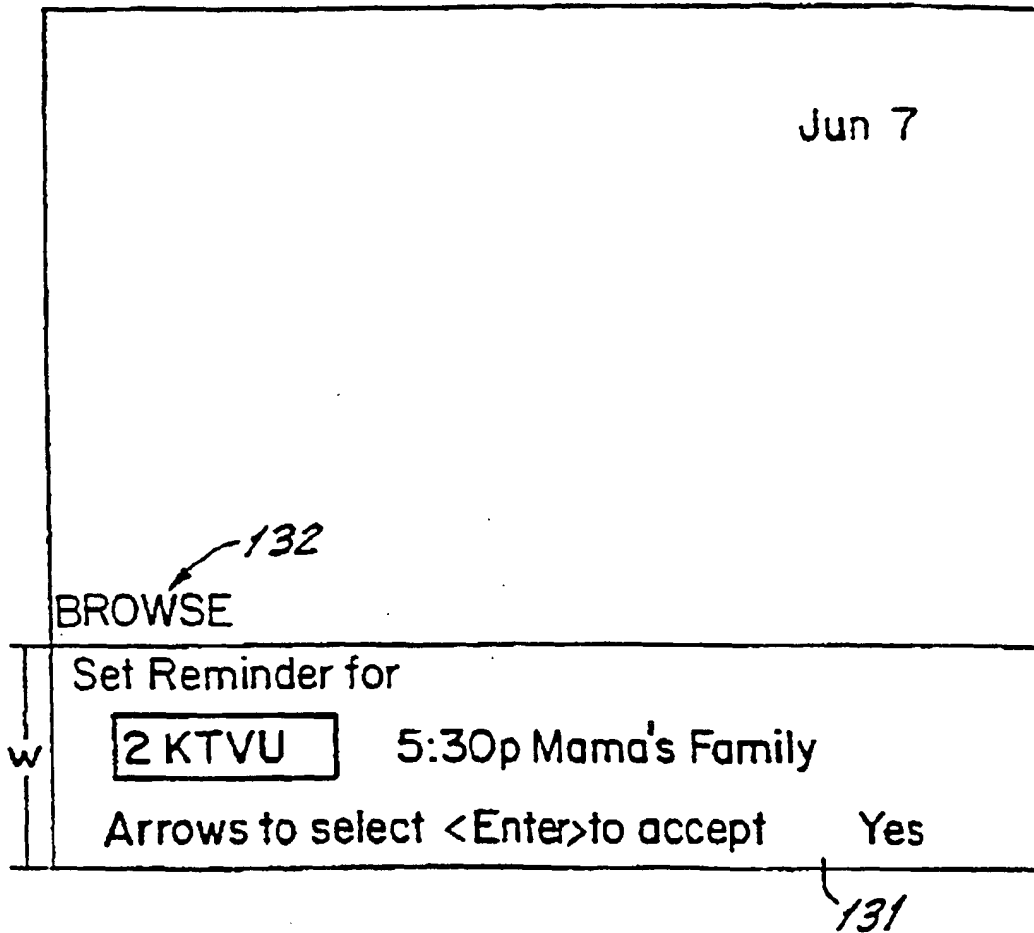 Jun 7
132
BROWSE
Set Reminder for
W
2 KTVU 5:30p Mama's Family
Arrows to select <Enter>to accept Yes
131